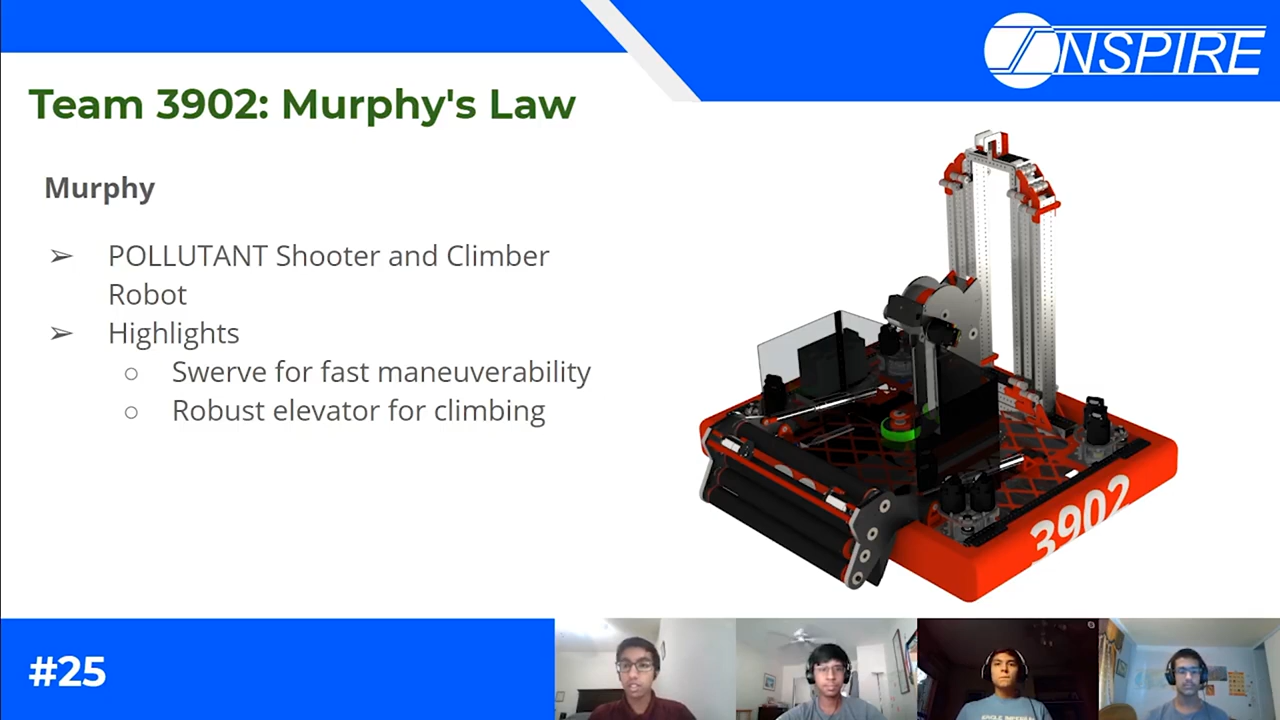 INSPIRE
Team 3902: Murphy's Law
Murphy
➢ POLLUTANT Shooter and Climber
Robot
➢ Highlights
○ Swerve for fast maneuverability
○ Robust elevator for climbing
3902
#25